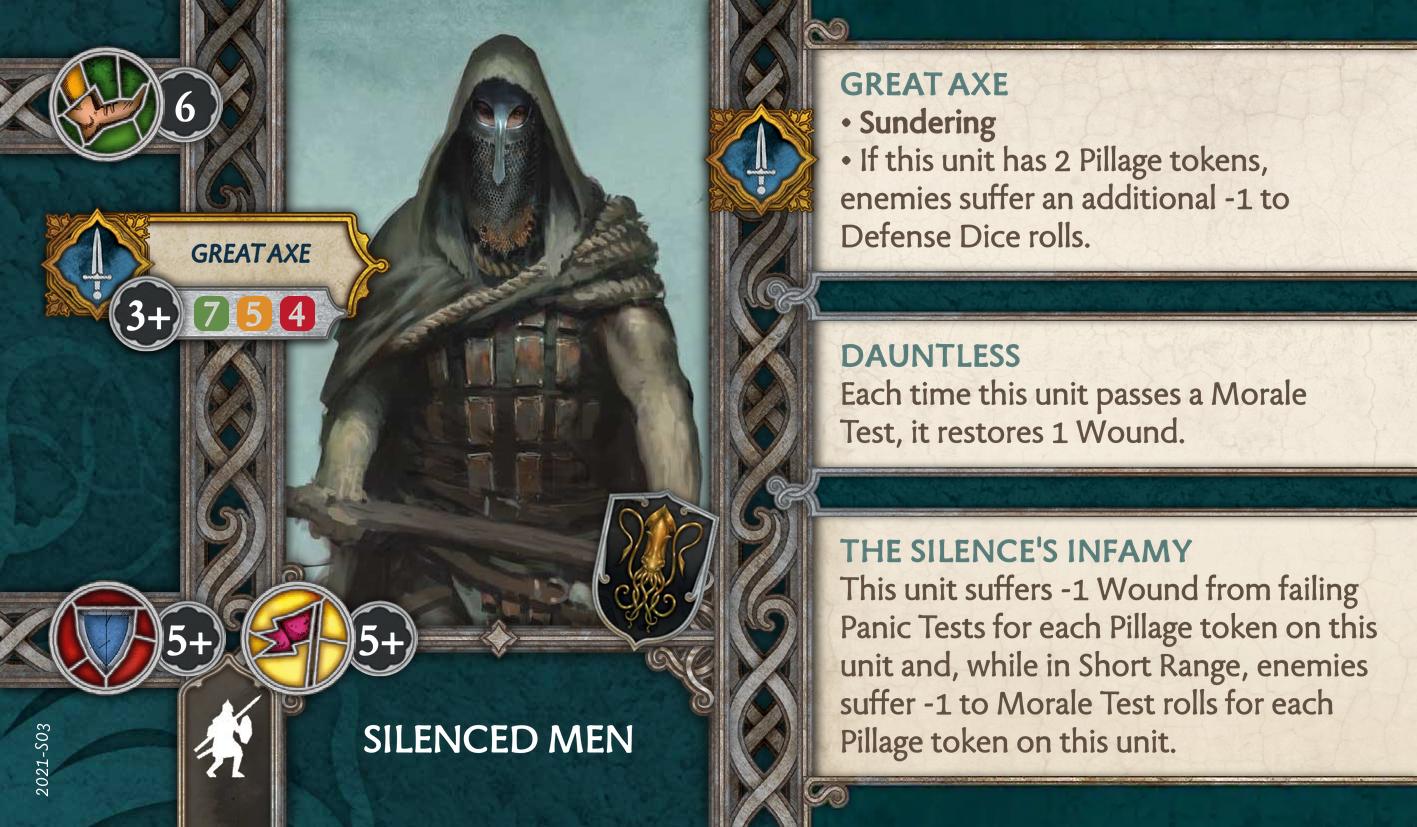 6
GREAT AXE
3+ 7 5 4
5+ 5+
SILENCED MEN
2021-S03
GREAT AXE
• Sundering
• If this unit has 2 Pillage tokens,
enemies suffer an additional -1 to
Defense Dice rolls.
DAUNTLESS
Each time this unit passes a Morale
Test, it restores 1 Wound.
THE SILENCE'S INFAMY
This unit suffers -1 Wound from failing
Panic Tests for each Pillage token on this
unit and, while in Short Range, enemies
suffer -1 to Morale Test rolls for each
Pillage token on this unit.